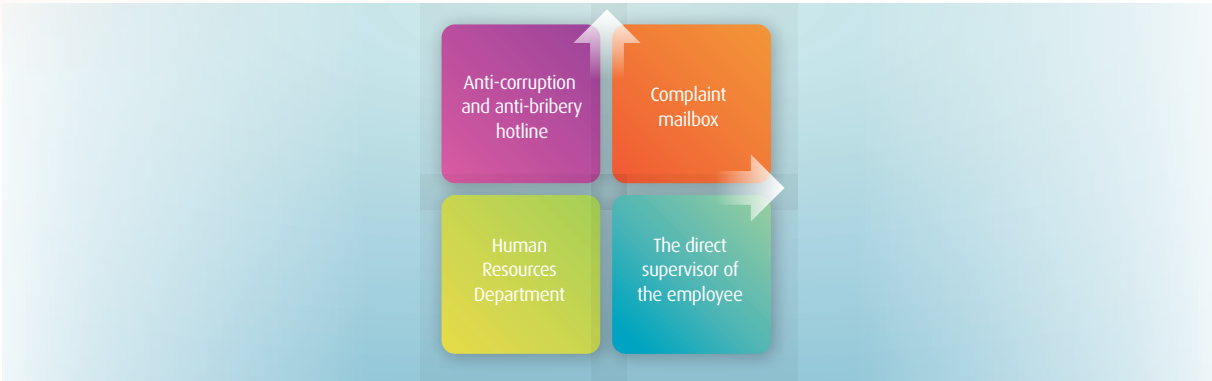 Anti-corruption
and anti-bribery
hotline
Complaint
mailbox
Human
Resources
Department
The direct
supervisor of
the employee